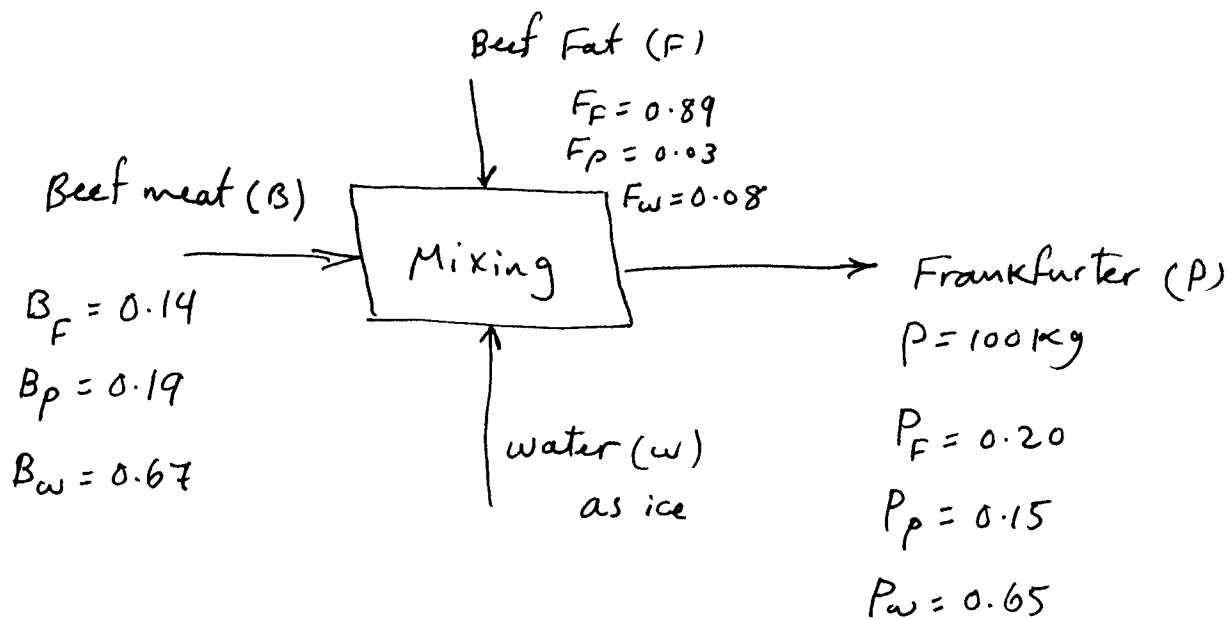 Beef Fat (F)
F_F = 0.89
F_P = 0.03
F_w = 0.08
Beef meat (B)
B_F = 0.14
B_P = 0.19
B_w = 0.67
Mixing
water (w)
as ice
Frankfurter (P)
P = 100 Kg
P_F = 0.20
P_P = 0.15
P_w = 0.65